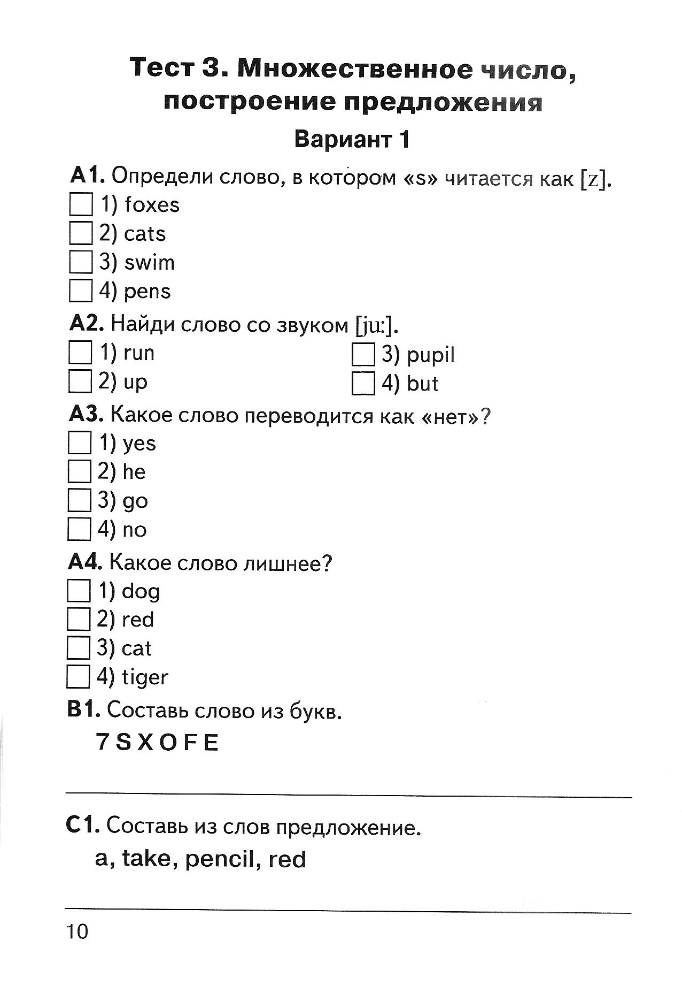 Тест 3. Множественное число,
построение предложения
Вариант 1
А1. Определи слово, в котором «s» читается как [z].
1) foxes
2) cats
3) swim
4) pens
А2. Найди слово со звуком [ju:].
1) run
3) pupil
2) up
4) but
А3. Какое слово переводится как «нет»?
1) yes
2) he
3) go
4) no
А4. Какое слово лишнее?
1) dog
2) red
3) cat
4) tiger
В1. Составь слово из букв.
7 S X O F E
С1. Составь из слов предложение.
a, take, pencil, red
10